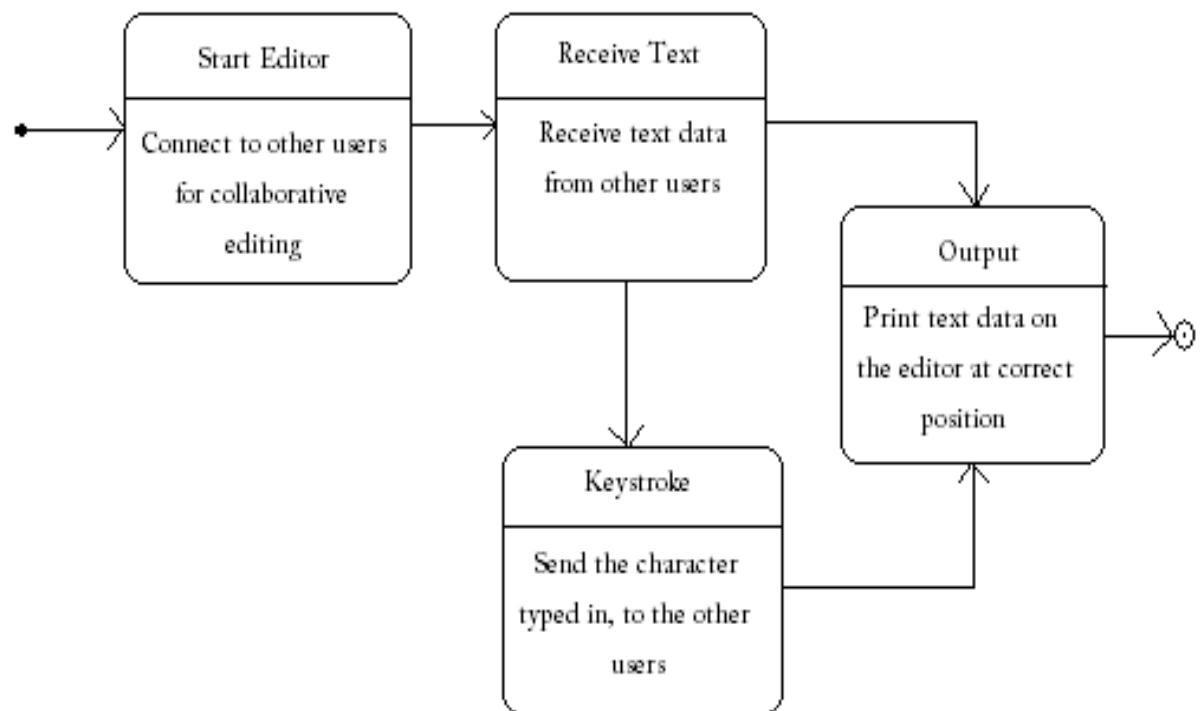 Start Editor
Connect to other users
for collaborative
editing
Receive Text
Receive text data
from other users
Output
Print text data on
the editor at correct
position
Keystroke
Send the character
typed in, to the other
users